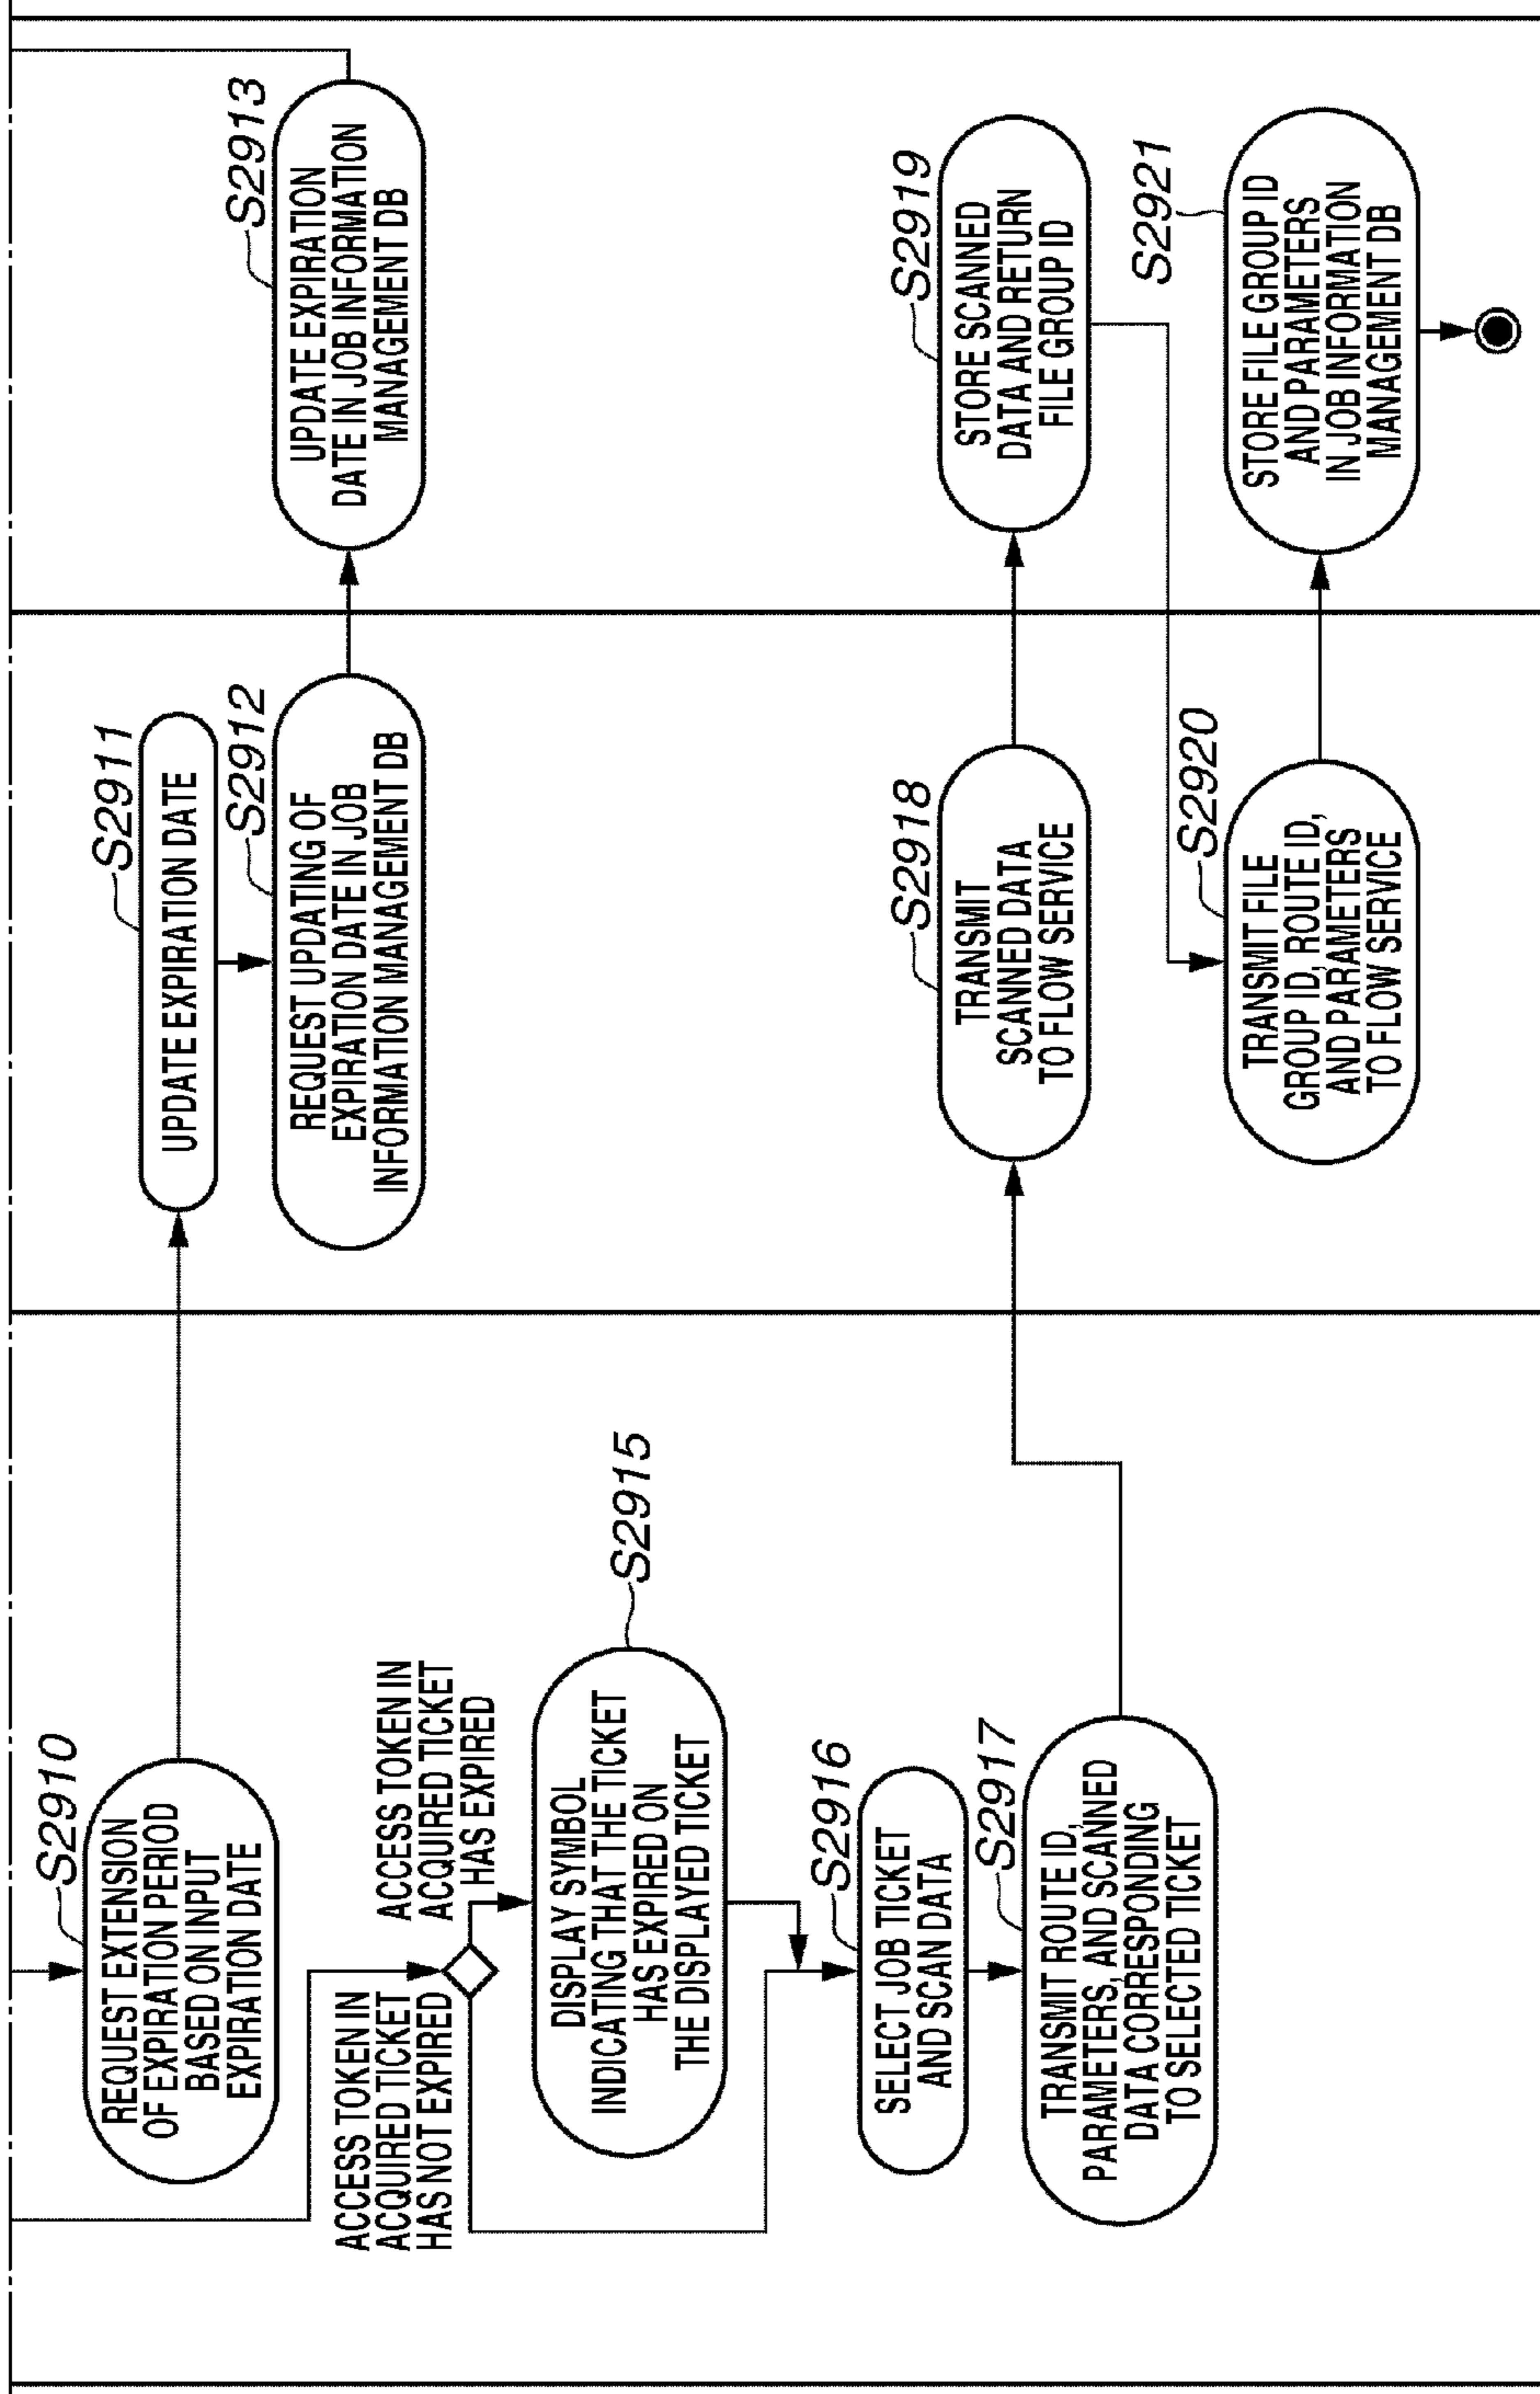 S2910
REQUEST EXTENSION
OF EXPIRATION PERIOD
BASED ON INPUT
EXPIRATION DATE
S2911
UPDATE EXPIRATION DATE
S2912
REQUEST UPDATING OF
EXPIRATION DATE IN JOB
INFORMATION MANAGEMENT DB
S2913
UPDATE EXPIRATION
DATE IN JOB INFORMATION
MANAGEMENT DB
ACCESS TOKEN IN
ACQUIRED TICKET
HAS NOT EXPIRED
ACCESS TOKEN IN
ACQUIRED TICKET
HAS EXPIRED
S2915
DISPLAY SYMBOL
INDICATING THAT THE TICKET
HAS EXPIRED ON
THE DISPLAYED TICKET
S2916
SELECT JOB TICKET
AND SCAN DATA
S2917
TRANSMIT ROUTE ID,
PARAMETERS, AND SCANNED
DATA CORRESPONDING
TO SELECTED TICKET
S2918
TRANSMIT
SCANNED DATA
TO FLOW SERVICE
S2919
STORE SCANNED
DATA AND RETURN
FILE GROUP ID
S2920
TRANSMIT FILE
GROUP ID, ROUTE ID,
AND PARAMETERS
TO FLOW SERVICE
S2921
STORE FILE GROUP ID
AND PARAMETERS
IN JOB INFORMATION
MANAGEMENT DB